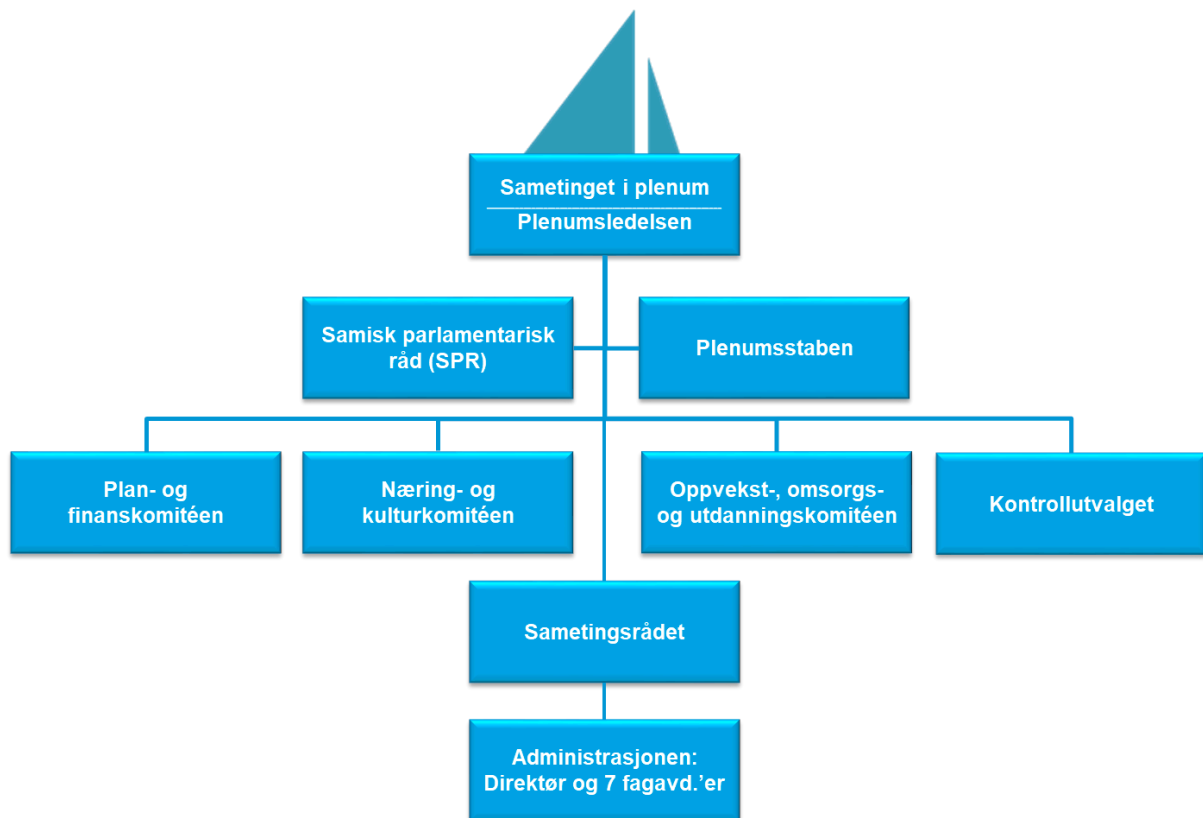 Sametinget i plenum
Plenumsledelsen
Samisk parlamentarisk
råd (SPR)
Plenumsstaben
Plan- og
finanskomitéen
Næring- og
kulturkomitéen
Oppvekst-, omsorgs-
og utdanningskomitéen
Kontrollutvalget
Sametingsrådet
Administrasjonen:
Direktør og 7 fagavd.’er